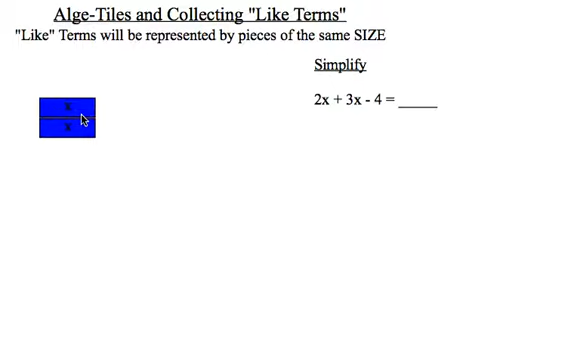 Alge-Tiles and Collecting "Like Terms"
"Like" Terms will be represented by pieces of the same SIZE
Simplify
2x + 3x - 4 = _____
x
x